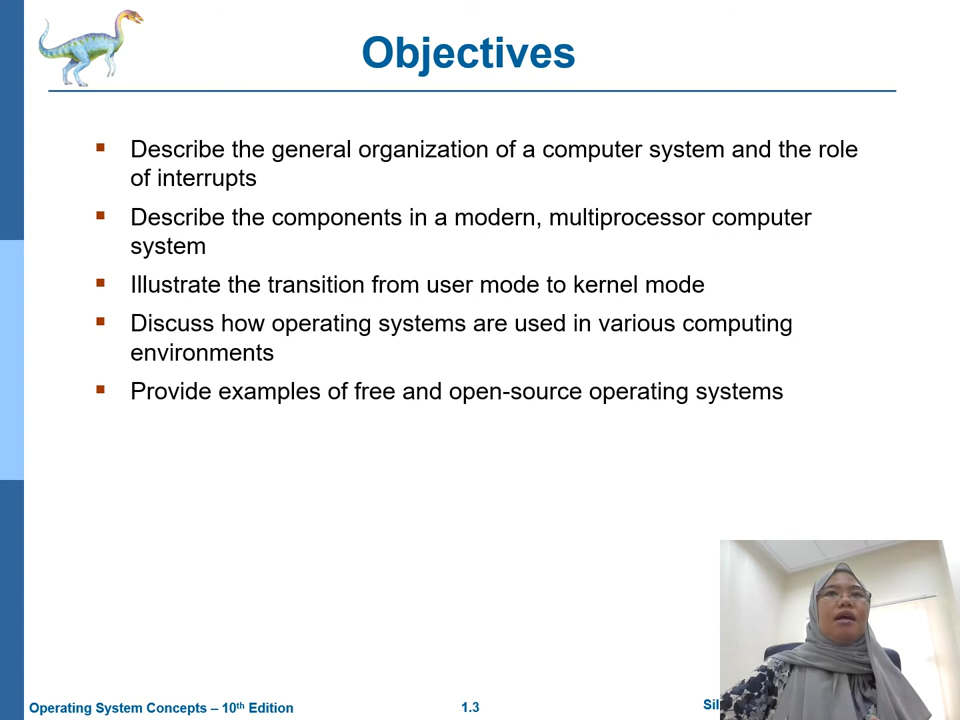 Objectives
▪ Describe the general organization of a computer system and the role
of interrupts
▪ Describe the components in a modern, multiprocessor computer
system
▪ Illustrate the transition from user mode to kernel mode
▪ Discuss how operating systems are used in various computing
environments
▪ Provide examples of free and open-source operating systems
Operating System Concepts – 10th Edition 1.3